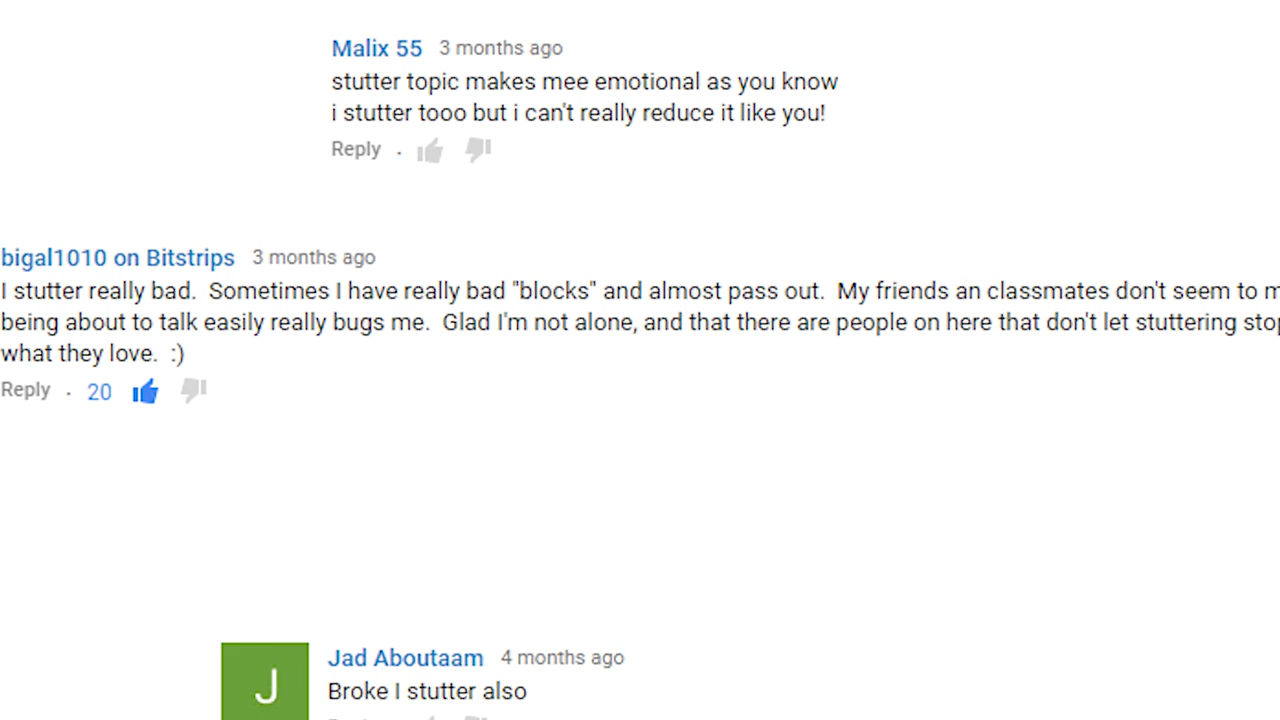 Malix 55 3 months ago
stutter topic makes mee emotional as you know
i stutter tooo but i can't really reduce it like you!
Reply .
bigal1010 on Bitstrips 3 months ago
I stutter really bad.  Sometimes I have really bad "blocks" and almost pass out.  My friends an classmates don't seem to
being about to talk easily really bugs me.  Glad I'm not alone, and that there are people on here that don't let stuttering
what they love.  :)
Reply . 20
J
Jad Aboutaam 4 months ago
Broke I stutter also